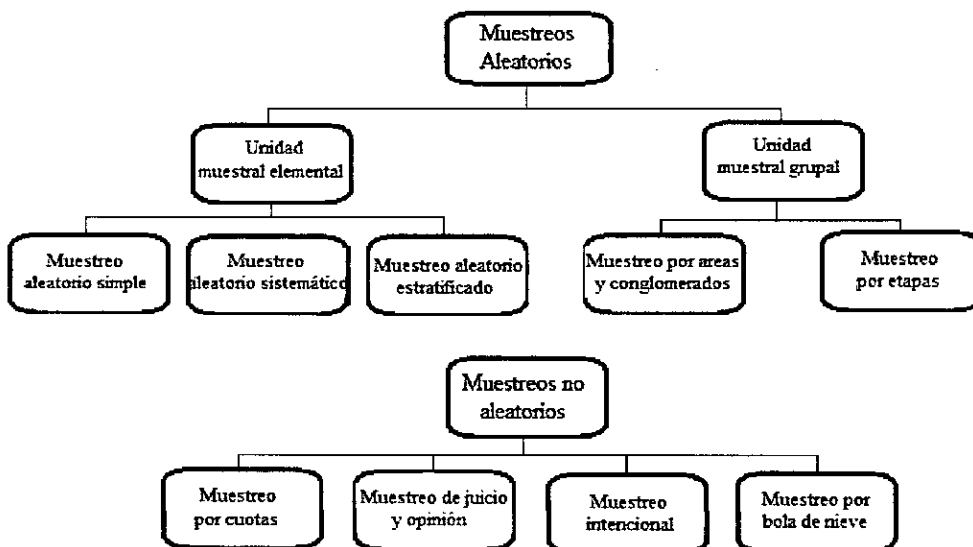 Muestreos
Aleatorios
Unidad
muestral elemental
Unidad
muestral grupal
Muestreo
aleatorio simple
Muestreo
aleatorio sistemático
Muestreo aleatorio
estratificado
Muestreo por areas
y conglomerados
Muestreo
por etapas
Muestreos no
aleatorios
Muestreo
por cuotas
Muestreo de juicio
y opinión
Muestreo
intencional
Muestreo por
bola de nieve